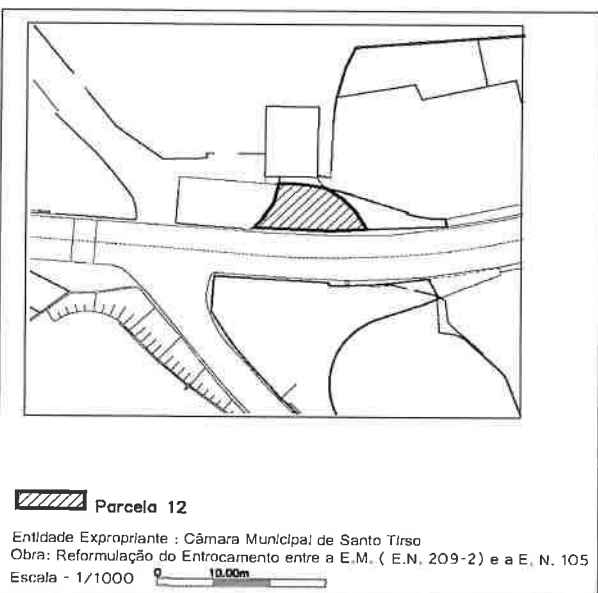 Parcela 12
Entidade Expropriante : Câmara Municipal de Santo Tirso
Obra: Reformulação do Entrocamento entre a E.M. ( E.N. 209-2) e a E. N. 105
Escala - 1/1000 0 10.00m